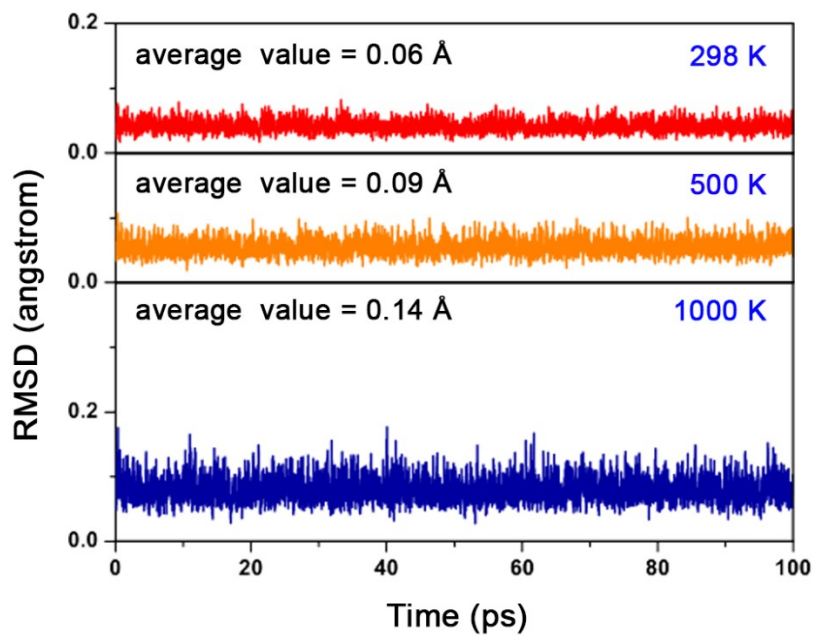 0.2
average value = 0.06 Å 298 K
0.0
average value = 0.09 Å 500 K
0.0
average value = 0.14 Å 1000 K
RMSD (angstrom)
0.2
0.0
0 20 40 60 80 100
Time (ps)